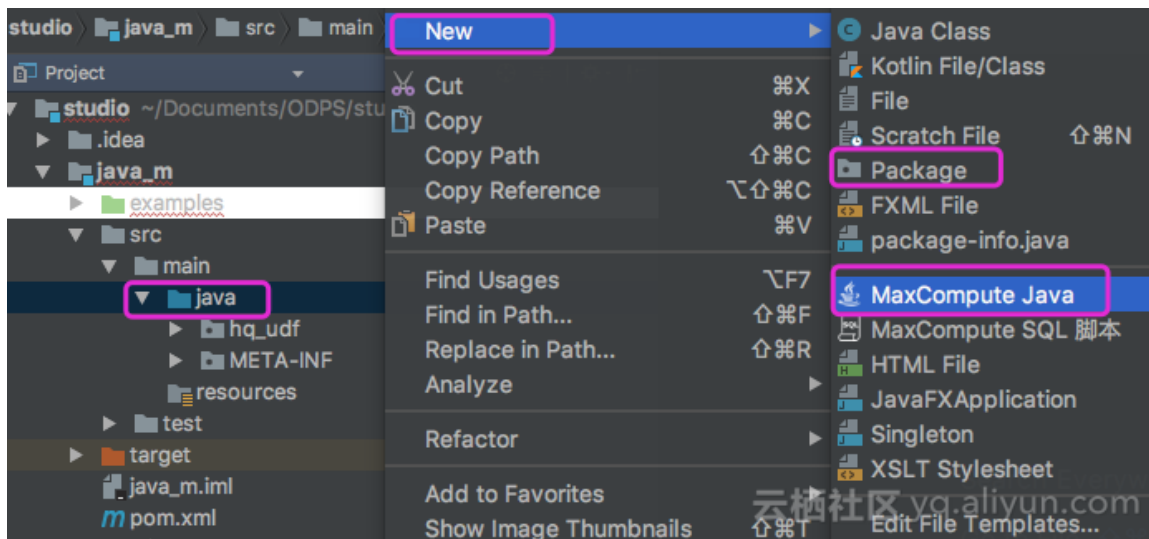 studio java_m src main
Project
studio ~/Documents/ODPS/stu
.idea
java_m
examples
src
main
java
hq_udf
META-INF
resources
test
target
java_m.iml
pom.xml
New
Cut ⌘X
Copy ⌘C
Copy Path ⇧⌘C
Copy Reference ⌥⇧⌘C
Paste ⌘V
Find Usages ⌥F7
Find in Path... ⇧⌘F
Replace in Path... ⇧⌘R
Analyze
Refactor
Add to Favorites
Show Image Thumbnails ⇧⌘T
Java Class
Kotlin File/Class
File
Scratch File ⇧⌘N
Package
FXML File
package-info.java
MaxCompute Java
MaxCompute SQL 脚本
HTML File
JavaFXApplication
Singleton
XSLT Stylesheet
Edit File Templates...
云栖社区 yq.aliyun.com